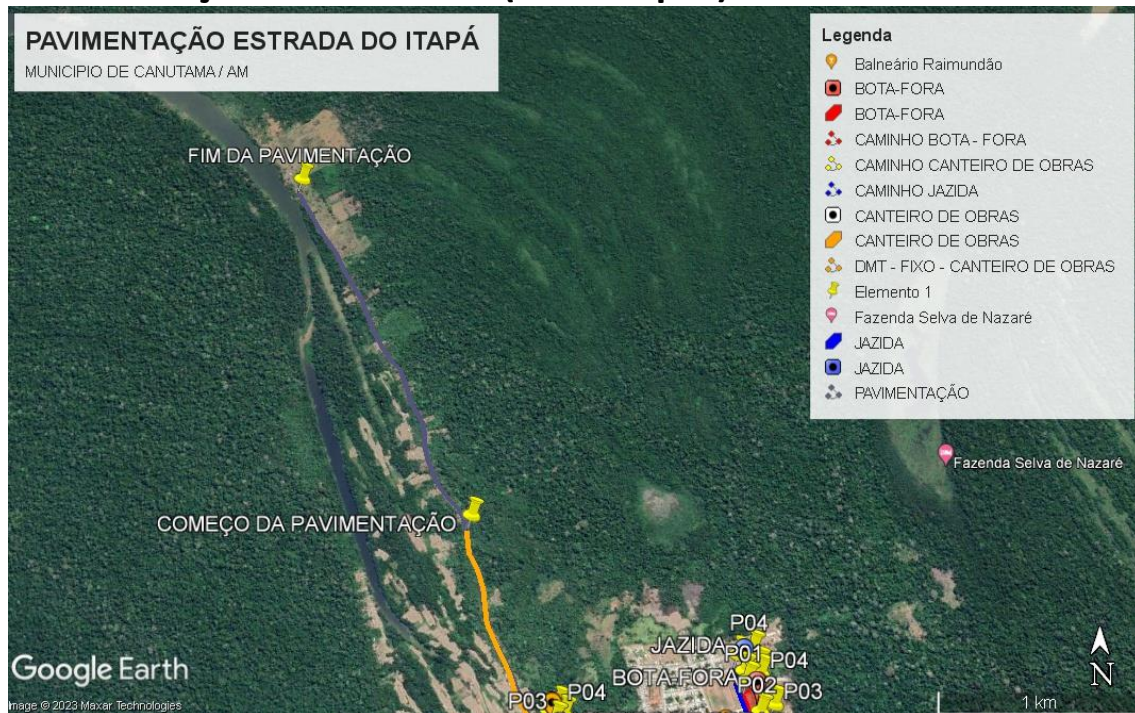 PAVIMENTAÇÃO ESTRADA DO ITAPÁ
MUNICIPIO DE CANUTAMA / AM
Legenda
Balneário Raimundão
BOTA-FORA
BOTA-FORA
CAMINHO BOTA - FORA
CAMINHO CANTEIRO DE OBRAS
CAMINHO JAZIDA
CANTEIRO DE OBRAS
CANTEIRO DE OBRAS
DMT - FIXO - CANTEIRO DE OBRAS
Elemento 1
Fazenda Selva de Nazaré
JAZIDA
JAZIDA
PAVIMENTAÇÃO
FIM DA PAVIMENTAÇÃO
Fazenda Selva de Nazaré
COMEÇO DA PAVIMENTAÇÃO
P04
JAZIDA P01
P04
BOTA-FORA P02
P03
P03 P04
Google Earth
Image © 2023 Maxar Technologies
N
1 km